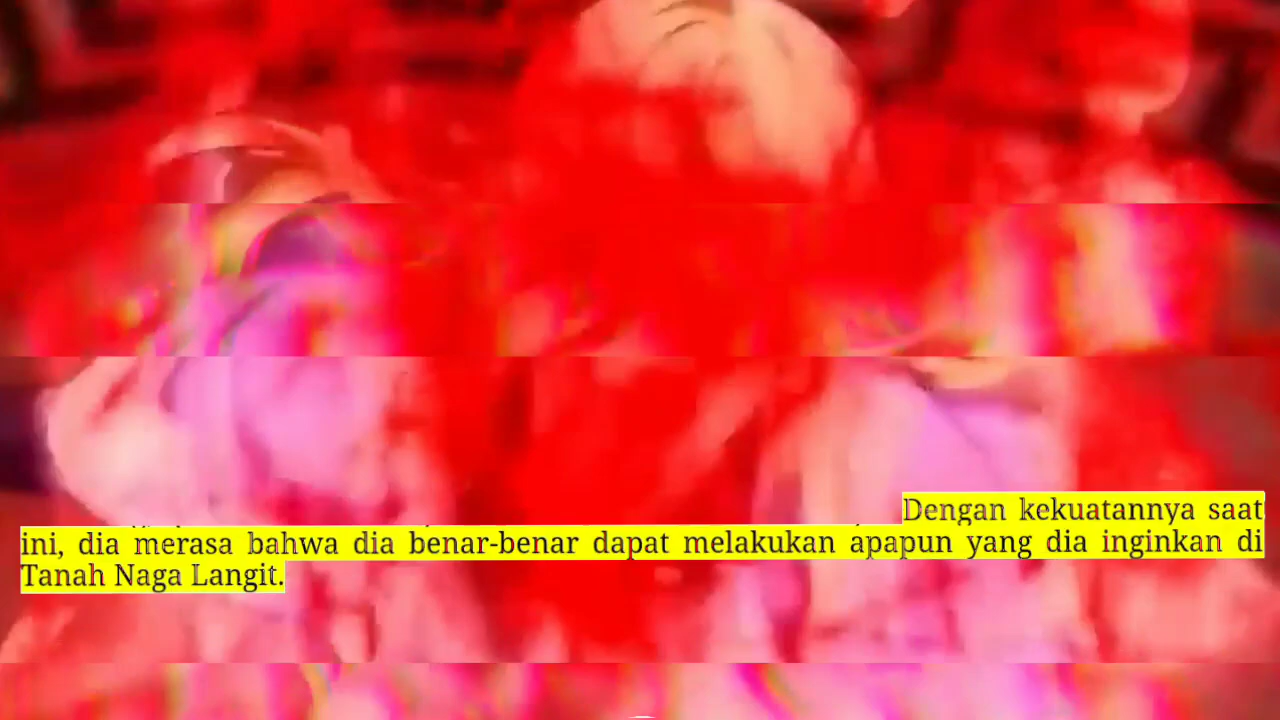 Dengan kekuatannya saat
ini, dia merasa bahwa dia benar-benar dapat melakukan apapun yang dia inginkan di
Tanah Naga Langit.